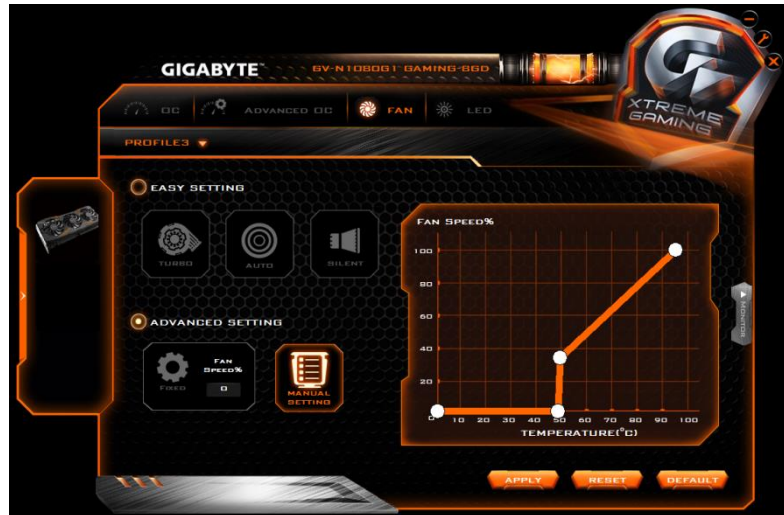 GIGABYTE™ GV-N1080G1 GAMING-8GD
XTREME
GAMING
OC ADVANCED OC FAN LED
PROFILE3
EASY SETTING
TURBO AUTO SILENT
ADVANCED SETTING
FIXED FAN SPEED% 0
MANUAL SETTING
FAN SPEED%
100
80
60
40
20
0 10 20 30 40 50 60 70 80 90 100
TEMPERATURE(°C)
MONITOR
APPLY RESET DEFAULT